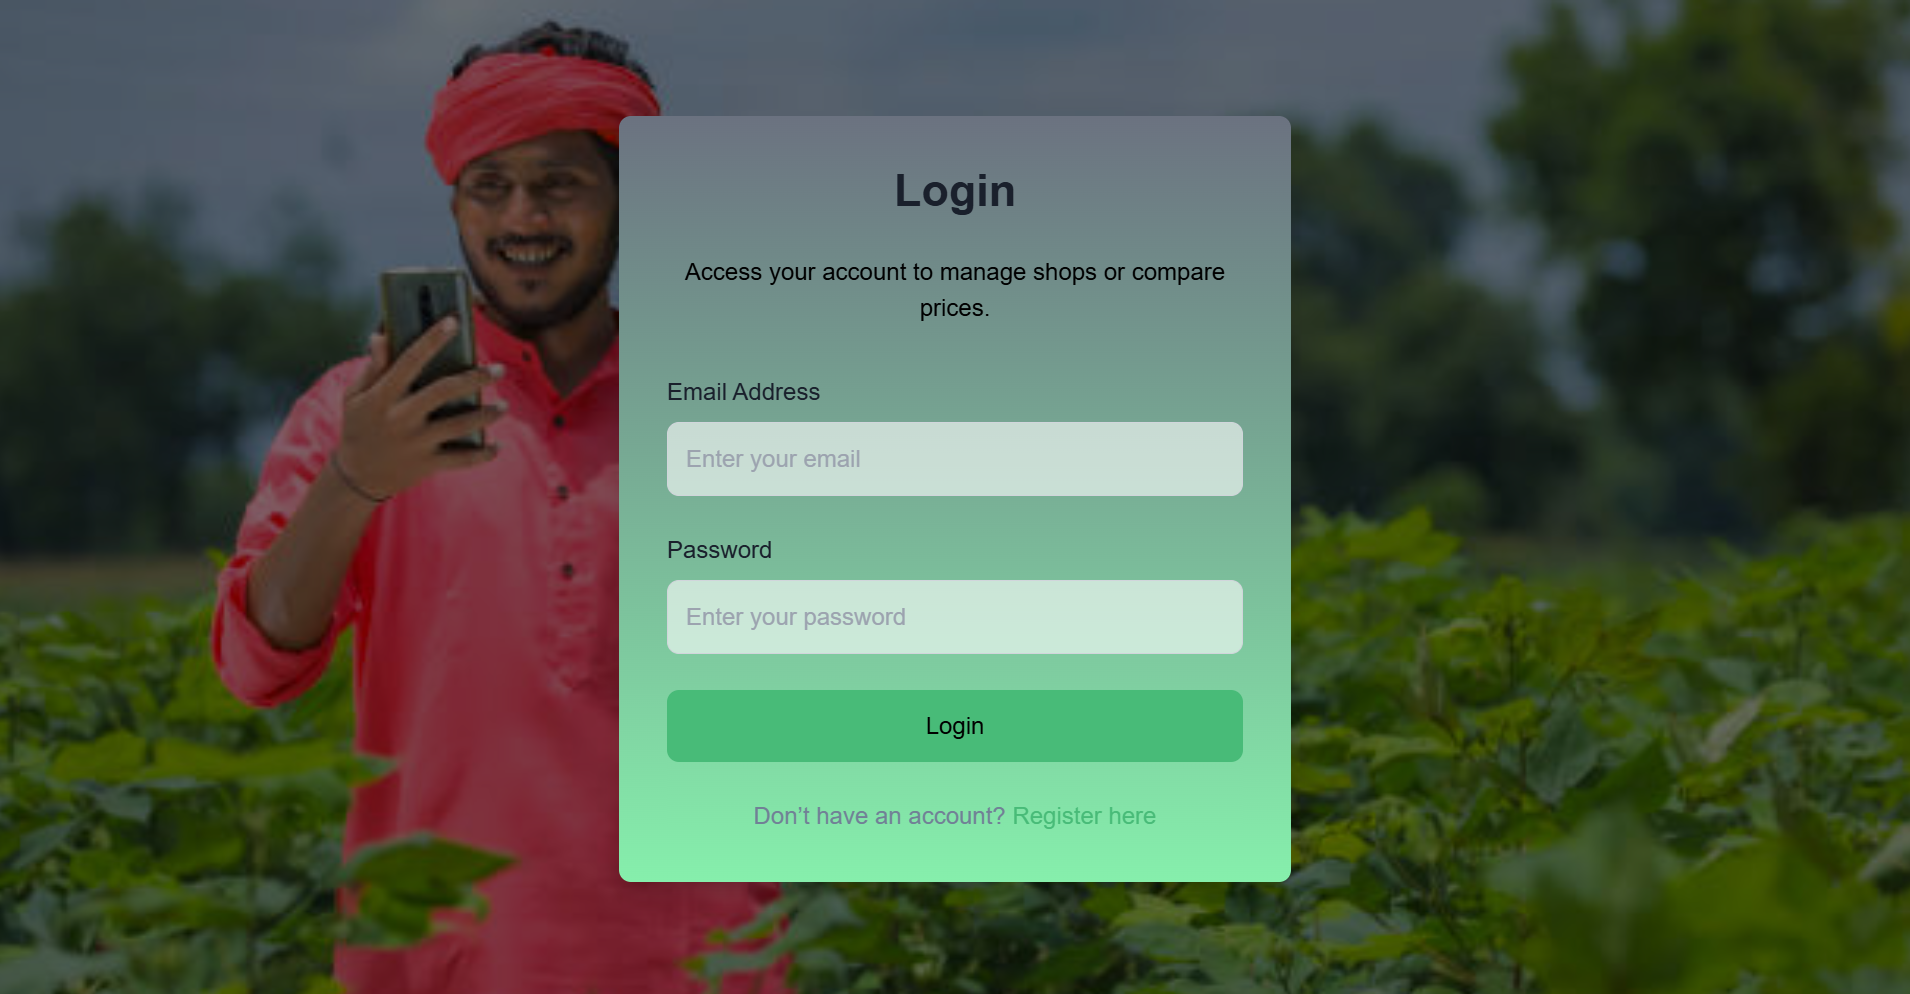 Login
Access your account to manage shops or compare
prices.
Email Address
Enter your email
Password
Enter your password
Login
Don’t have an account? Register here